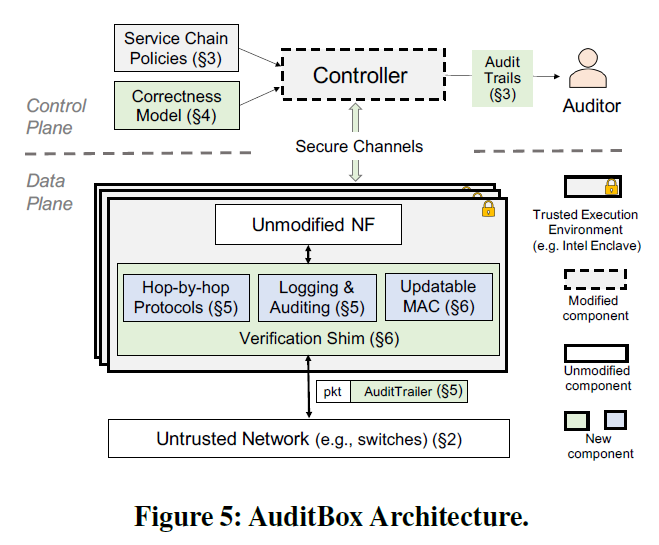 Service Chain
Policies (§3)
Correctness
Model (§4)
Controller
Audit
Trails
(§3)
Auditor
Control
Plane
Secure Channels
Data
Plane
Unmodified NF
Hop-by-hop
Protocols (§5)
Logging &
Auditing (§5)
Updatable
MAC (§6)
Verification Shim (§6)
pkt
AuditTrailer (§5)
Untrusted Network (e.g., switches) (§2)
Trusted Execution
Environment
(e.g. Intel Enclave)
Modified
component
Unmodified
component
New
component
Figure 5: AuditBox Architecture.